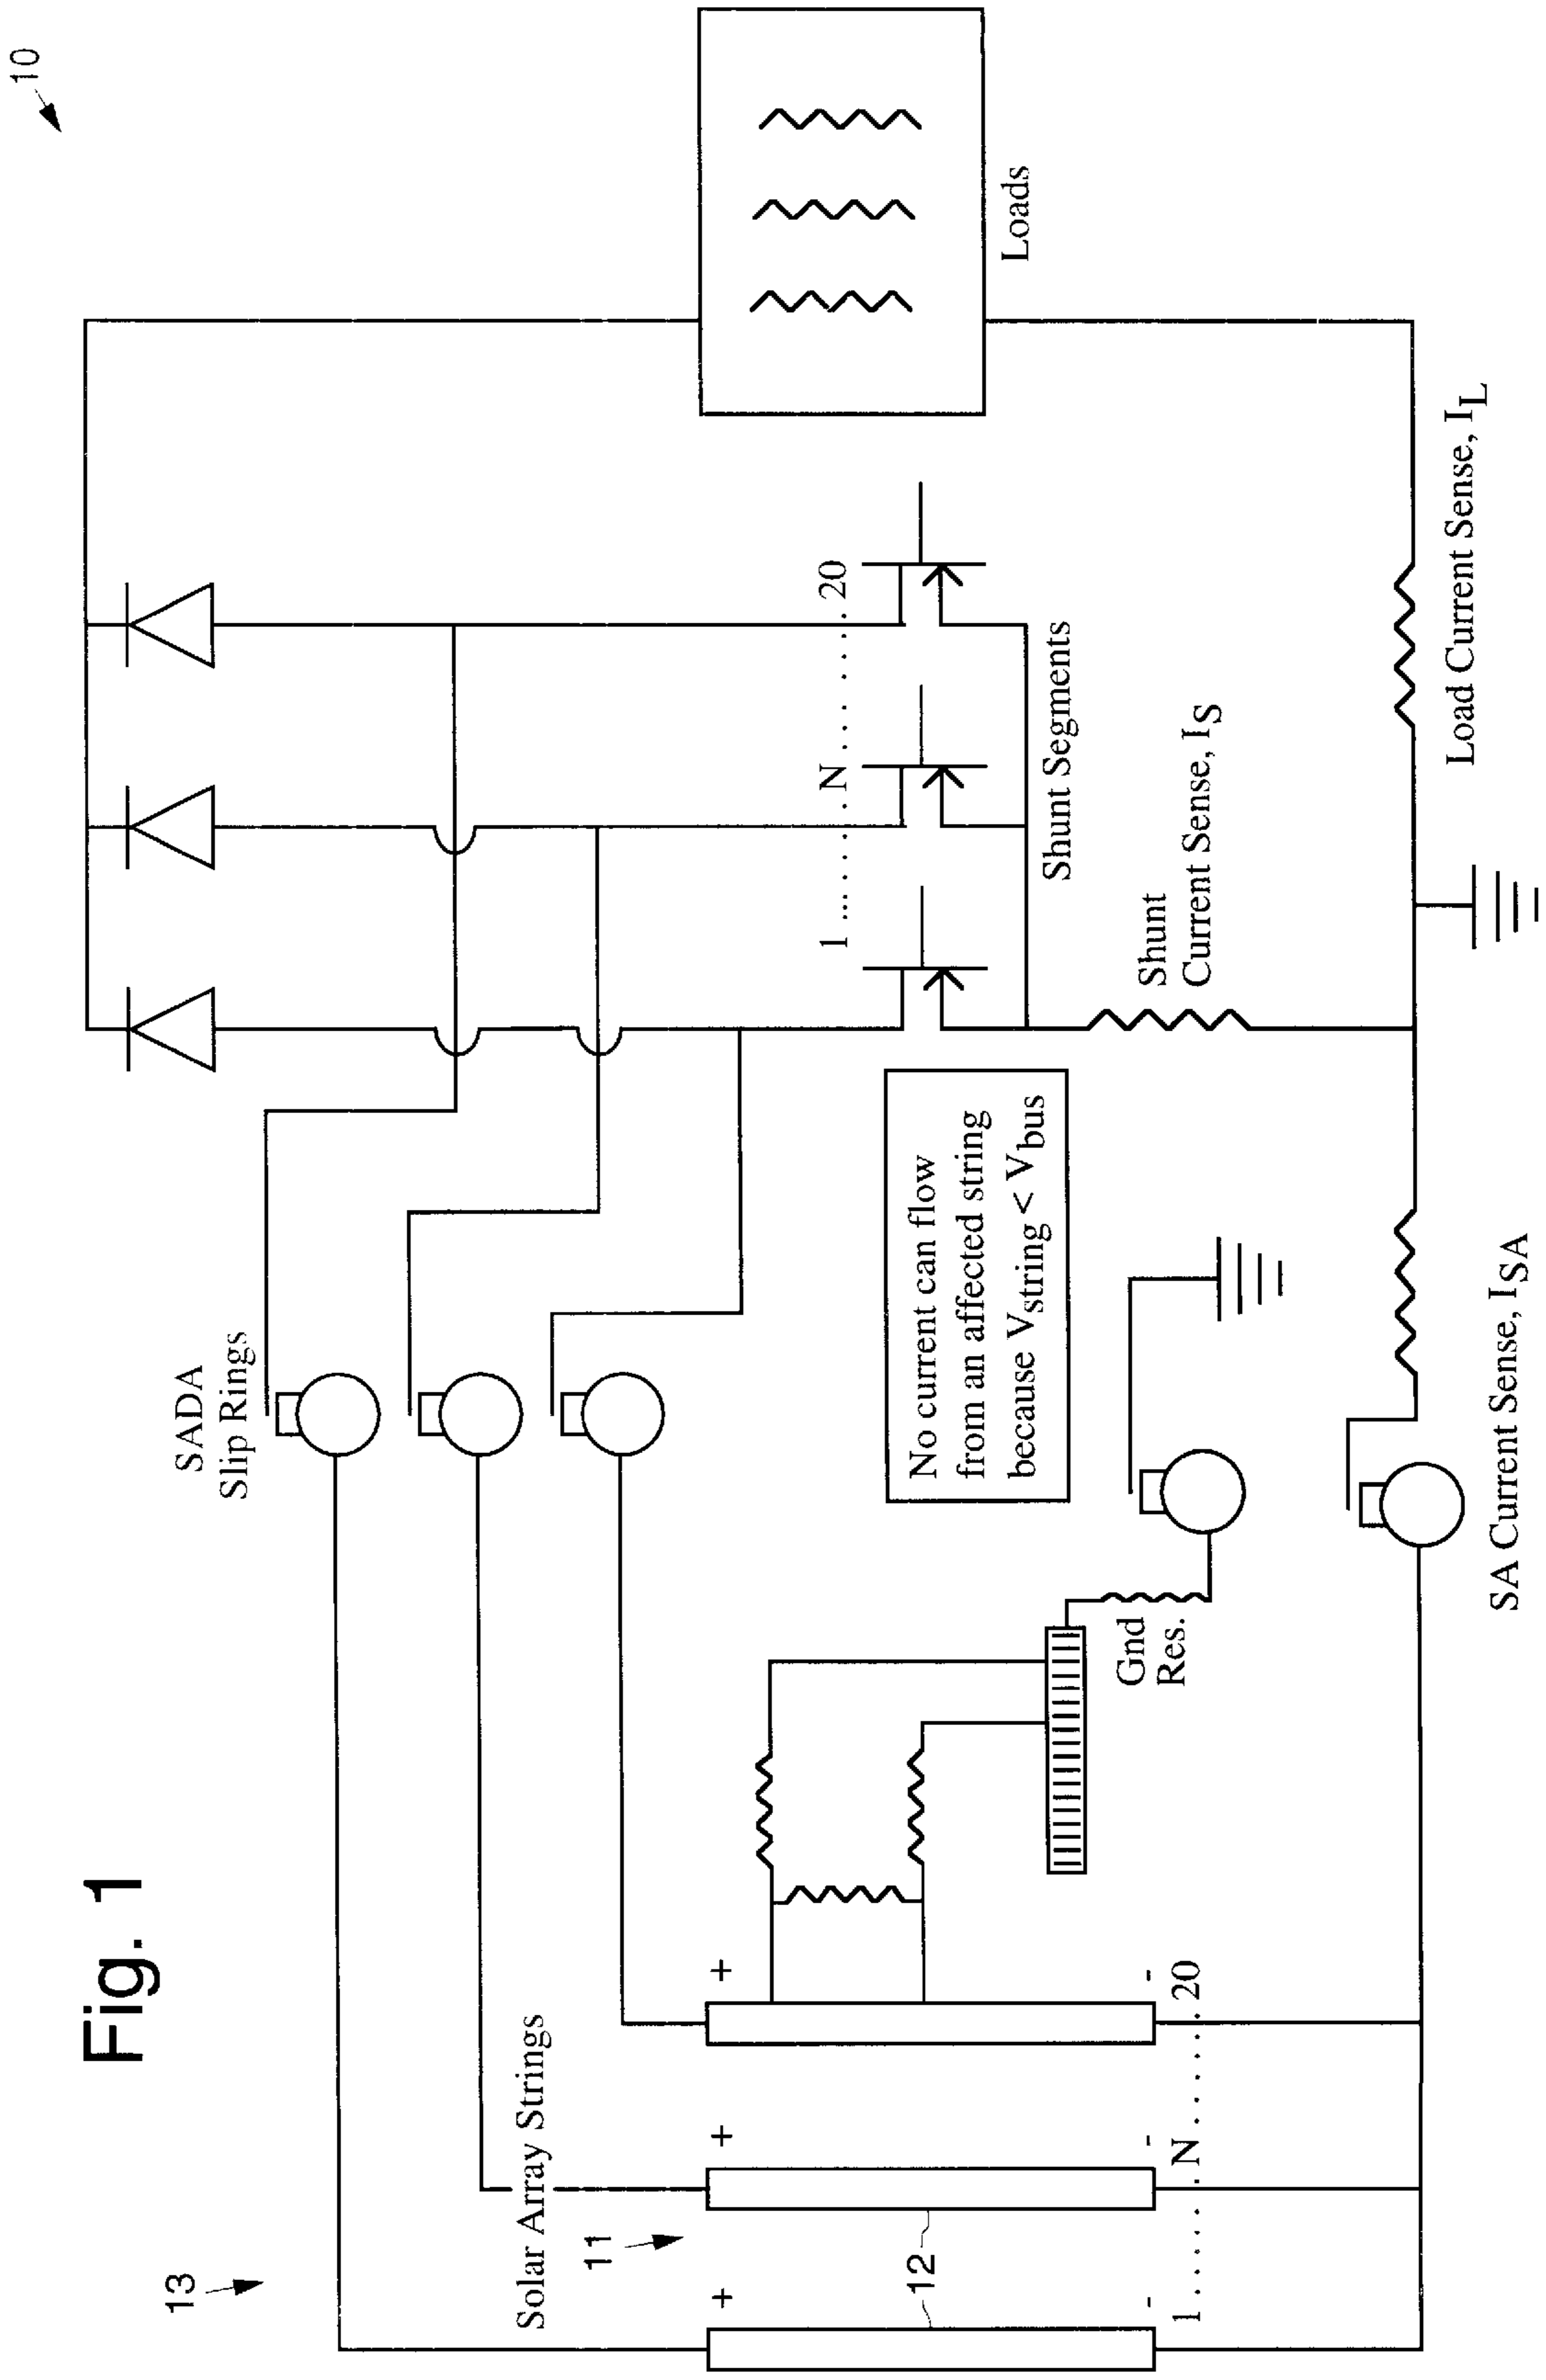 Fig. 1
10
13
SADA
Slip Rings
Solar Array Strings
11
12
+
+
+
-
-
-
1 . . . . . . N . . . . . . . 20
Gnd
Res.
No current can flow
from an affected string
because Vstring < Vbus
1 . . . . . . . . N . . . . . . . . 20
Shunt Segments
Shunt
Current Sense, IS
Loads
SA Current Sense, ISA
Load Current Sense, IL